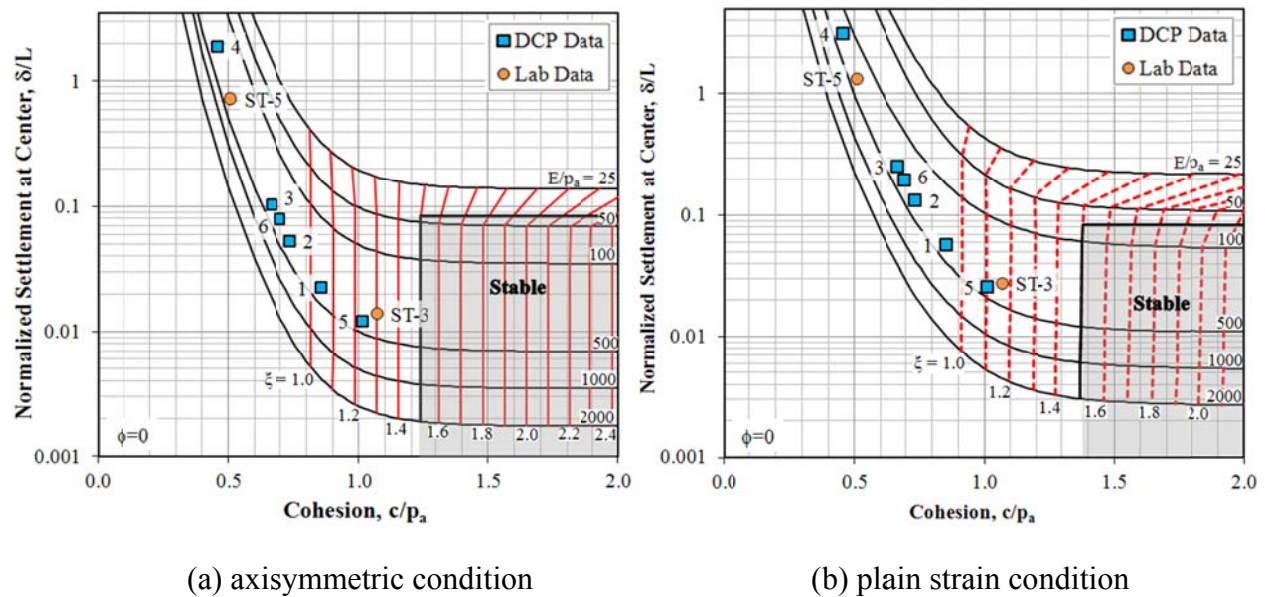 Normalized Settlement at Center, δ/L
1
0.1
0.01
0.001
DCP Data
Lab Data
4
ST-5
3
6
2
1
5
ST-3
E/pa = 25
50
100
500
1000
2000
Stable
ξ = 1.0
1.2
1.4
1.6
1.8
2.0
2.2
2.4
ϕ=0
0.0
0.5
1.0
1.5
2.0
Cohesion, c/pa
(a) axisymmetric condition
Normalized Settlement at Center, δ/L
1
0.1
0.01
0.001
DCP Data
Lab Data
4
ST-5
3
6
2
1
5
ST-3
E/pa = 25
50
100
500
1000
2000
Stable
ξ = 1.0
1.2
1.4
1.6
1.8
2.0
ϕ=0
0.0
0.5
1.0
1.5
2.0
Cohesion, c/pa
(b) plain strain condition